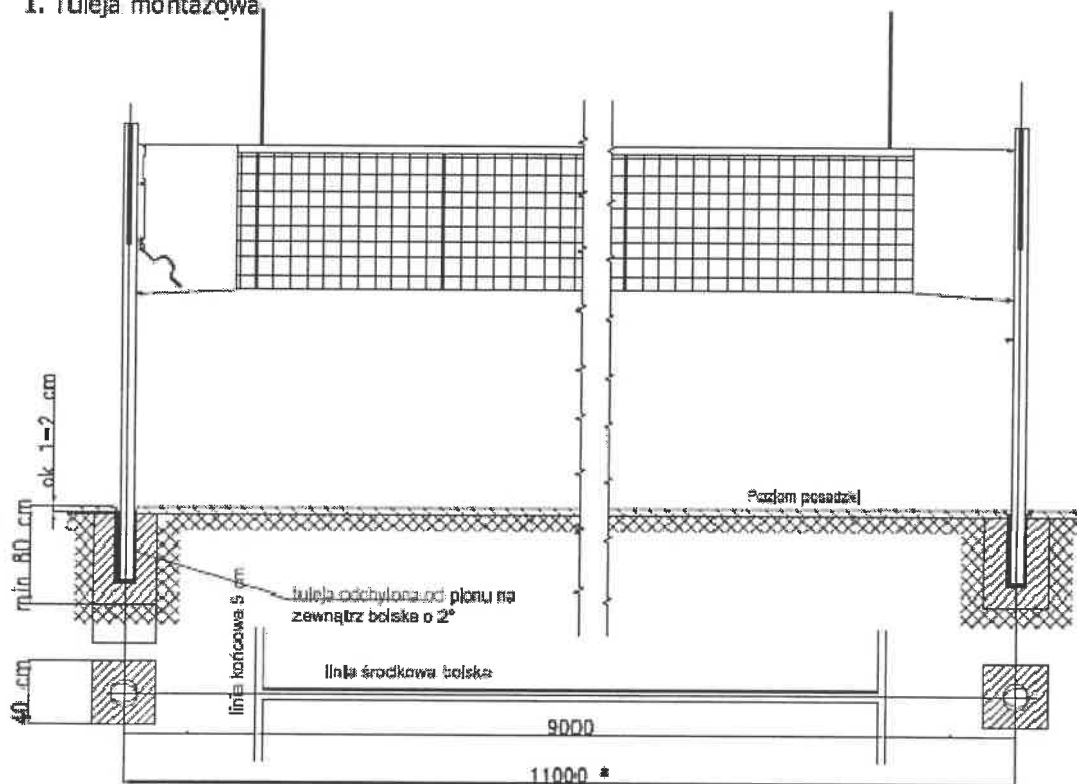 1. Tuleja montażowa
ok 1-2 cm
min 80 cm
Poziom posadzki
tuleja odchylona od pionu na
zewnątrz boiska o 2°
linia końcowa 5 cm
linia środkowa boiska
40 cm
9000
11000 *